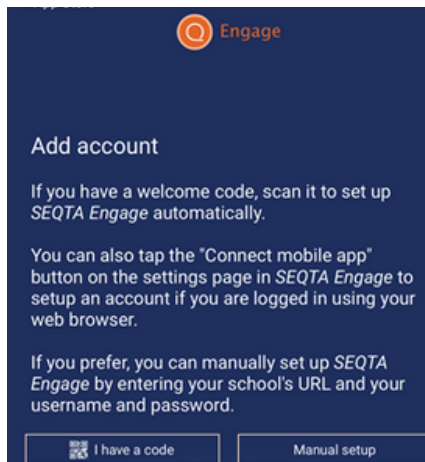 Engage
Add account
If you have a welcome code, scan it to set up
SEQTA Engage automatically.
You can also tap the "Connect mobile app"
button on the settings page in SEQTA Engage to
setup an account if you are logged in using your
web browser.
If you prefer, you can manually set up SEQTA
Engage by entering your school's URL and your
username and password.
I have a code
Manual setup